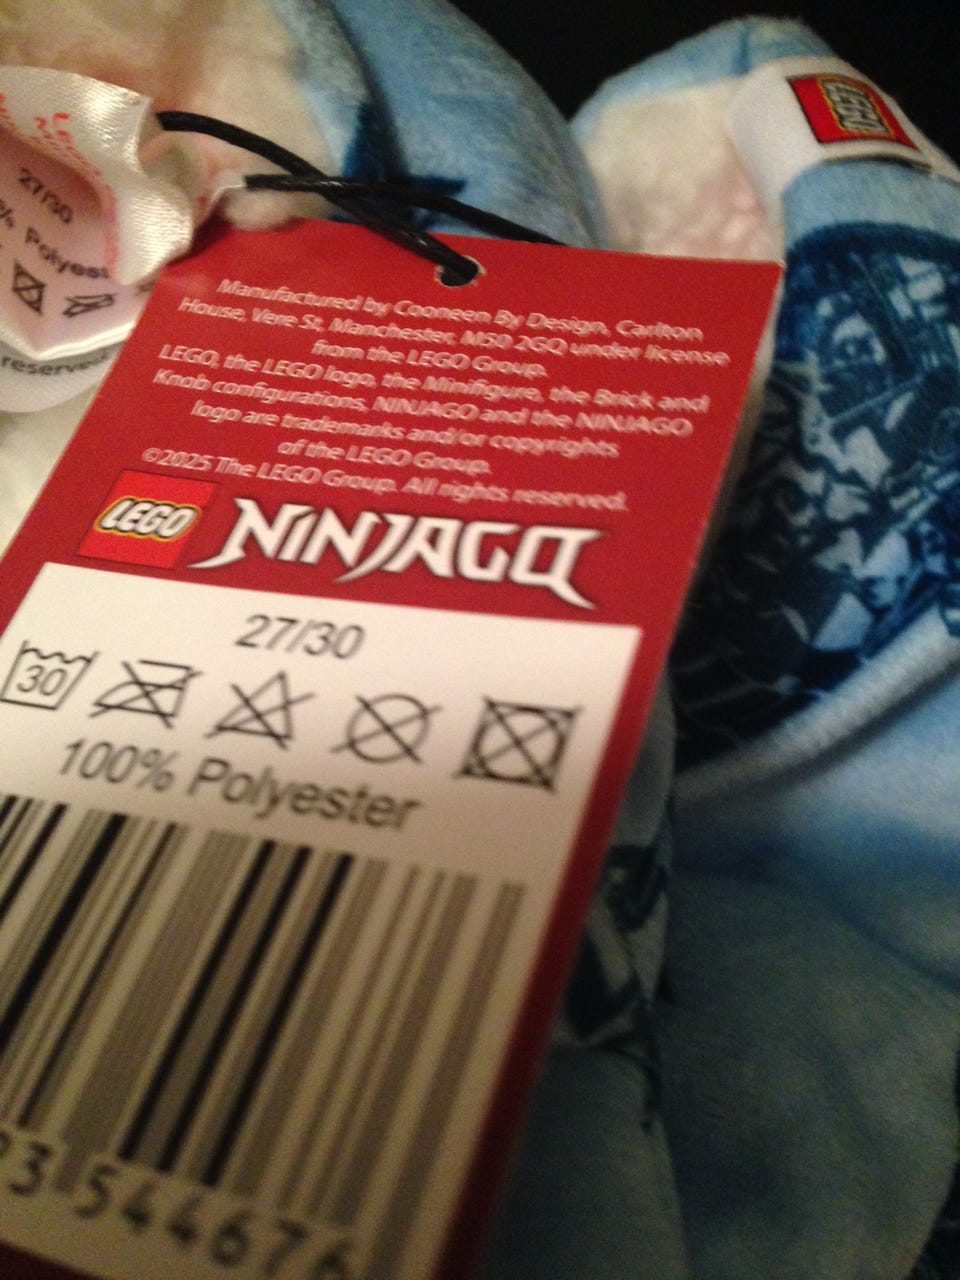 LEGO
27/30
% Polyester
reserved
Manufactured by Cooneen By Design, Carlton
House, Vere St, Manchester, M50 2GQ under license
from the LEGO Group.
LEGO, the LEGO logo, the Minifigure, the Brick and
Knob configurations, NINJAGO and the NINJAGO
logo are trademarks and/or copyrights
of the LEGO Group.
©2025 The LEGO Group. All rights reserved.
LEGO NINJAGO
27/30
30
100% Polyester
3 544676